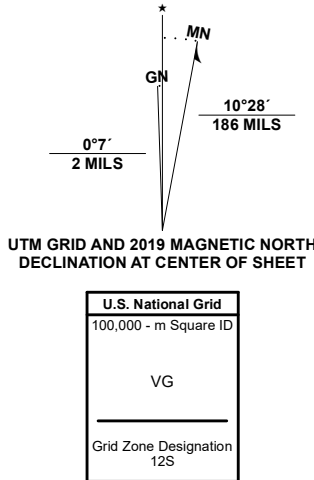 ★
MN
GN
10°28´
186 MILS
0°7´
2 MILS
UTM GRID AND 2019 MAGNETIC NORTH
DECLINATION AT CENTER OF SHEET
U.S. National Grid
100,000 - m Square ID
VG
Grid Zone Designation
12S